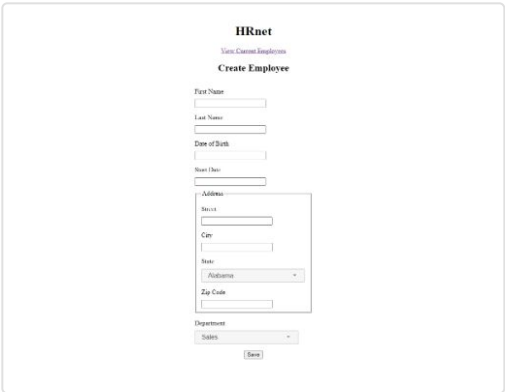 HRnet
View Current Employees
Create Employee
First Name
Last Name
Date of Birth
Start Date
Address
Street
City
State
Alabama
Zip Code
Department
Sales
Save